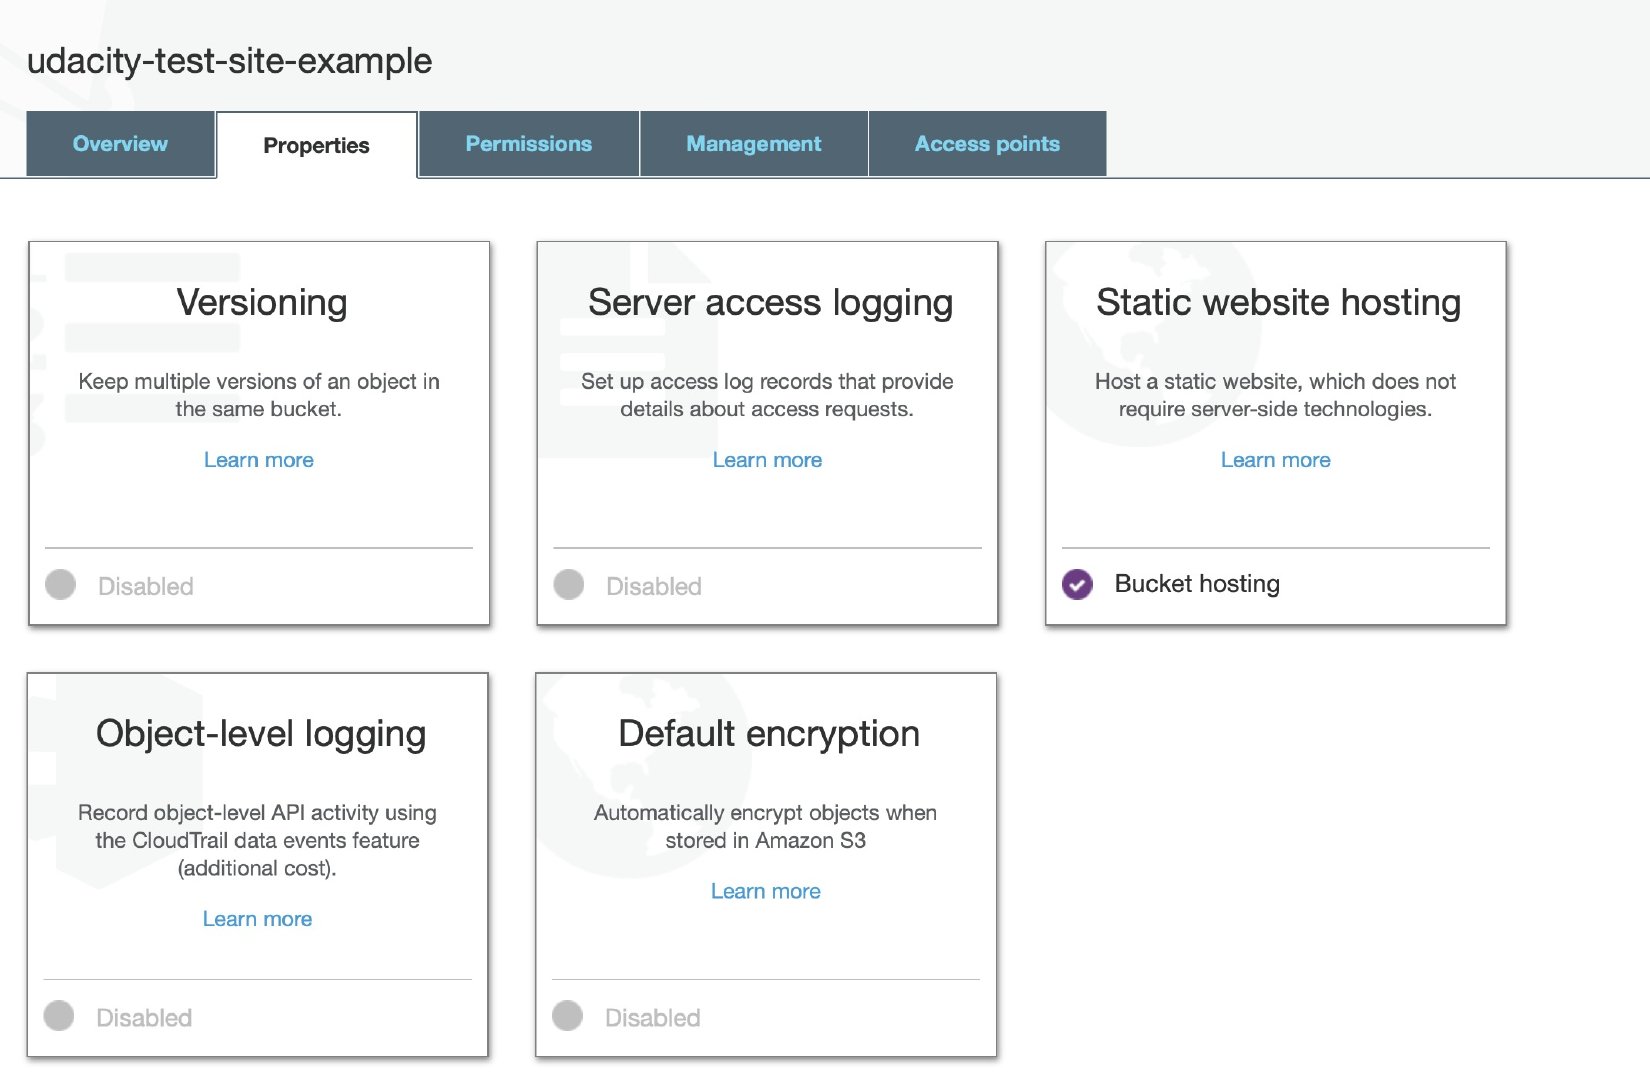 udacity-test-site-example
Overview
Properties
Permissions
Management
Access points
Versioning
Keep multiple versions of an object in
the same bucket.
Learn more
Disabled
Server access logging
Set up access log records that provide
details about access requests.
Learn more
Disabled
Static website hosting
Host a static website, which does not
require server-side technologies.
Learn more
Bucket hosting
Object-level logging
Record object-level API activity using
the CloudTrail data events feature
(additional cost).
Learn more
Disabled
Default encryption
Automatically encrypt objects when
stored in Amazon S3
Learn more
Disabled